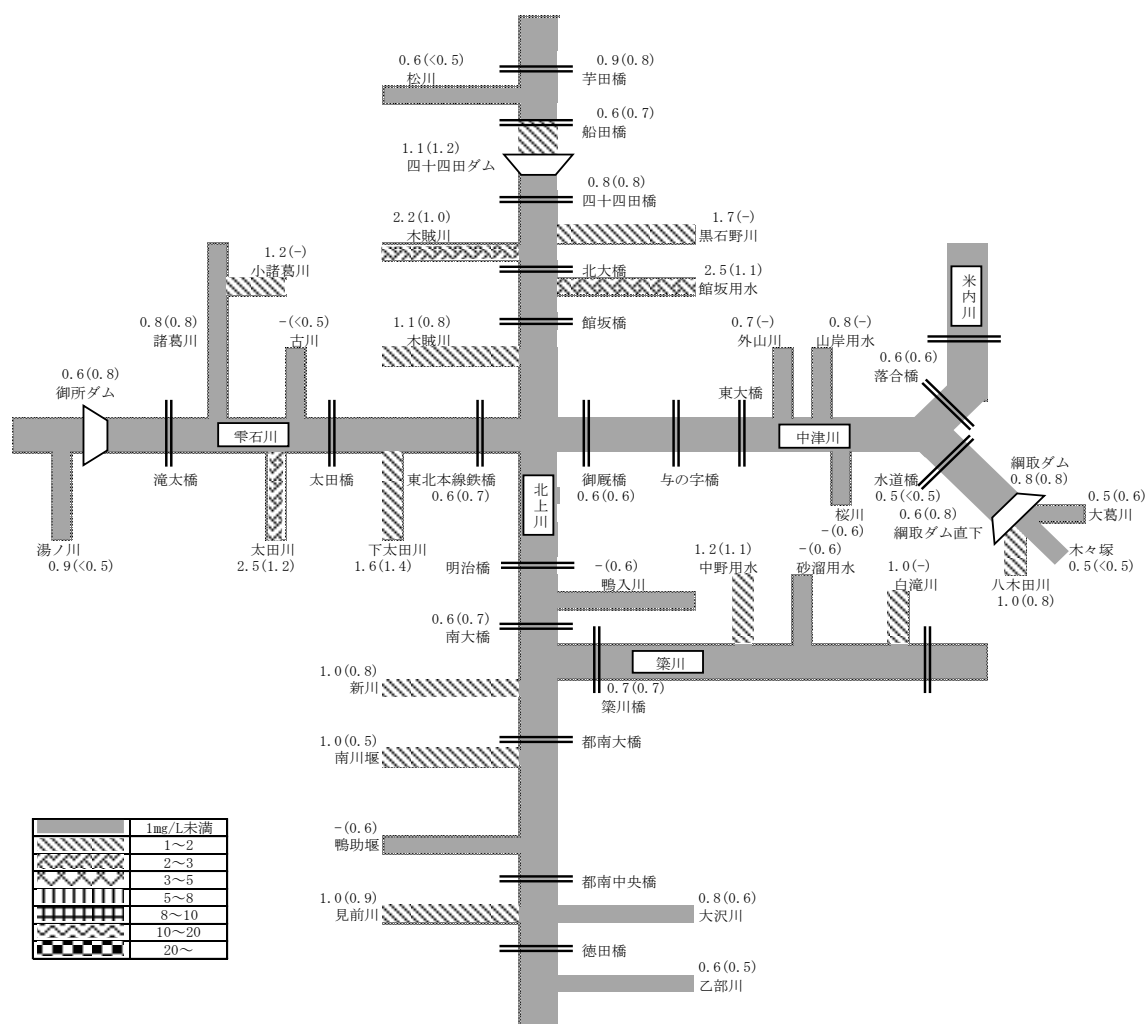 0.6(<0.5)
松川
0.9(0.8)
芋田橋
0.6(0.7)
船田橋
1.1(1.2)
四十四田ダム
0.8(0.8)
四十四田橋
2.2(1.0)
木賊川
1.7(-)
黒石野川
1.2(-)
小諸葛川
北大橋
2.5(1.1)
館坂用水
米内川
0.8(0.8)
諸葛川
-(<0.5)
古川
1.1(0.8)
木賊川
館坂橋
0.7(-)
外山川
0.8(-)
山岸用水
0.6(0.6)
落合橋
0.6(0.8)
御所ダム
東大橋
雫石川
中津川
滝太橋
太田橋
東北本線鉄橋
0.6(0.7)
北上川
御厩橋
0.6(0.6)
与の字橋
水道橋
0.5(<0.5)
綱取ダム
0.8(0.8)
0.6(0.8)
綱取ダム直下
0.5(0.6)
大葛川
桜川
-(0.6)
湯ノ川
0.9(<0.5)
太田川
2.5(1.2)
下太田川
1.6(1.4)
木々塚
0.5(<0.5)
八木田川
1.0(0.8)
明治橋
-(0.6)
鴨入川
1.2(1.1)
中野用水
-(0.6)
砂溜用水
1.0(-)
白滝川
0.6(0.7)
南大橋
簗川
1.0(0.8)
新川
0.7(0.7)
簗川橋
1.0(0.5)
南川堰
都南大橋
1mg/L未満
1～2
2～3
3～5
5～8
8～10
10～20
20～
-(0.6)
鴨助堰
都南中央橋
1.0(0.9)
見前川
0.8(0.6)
大沢川
徳田橋
0.6(0.5)
乙部川